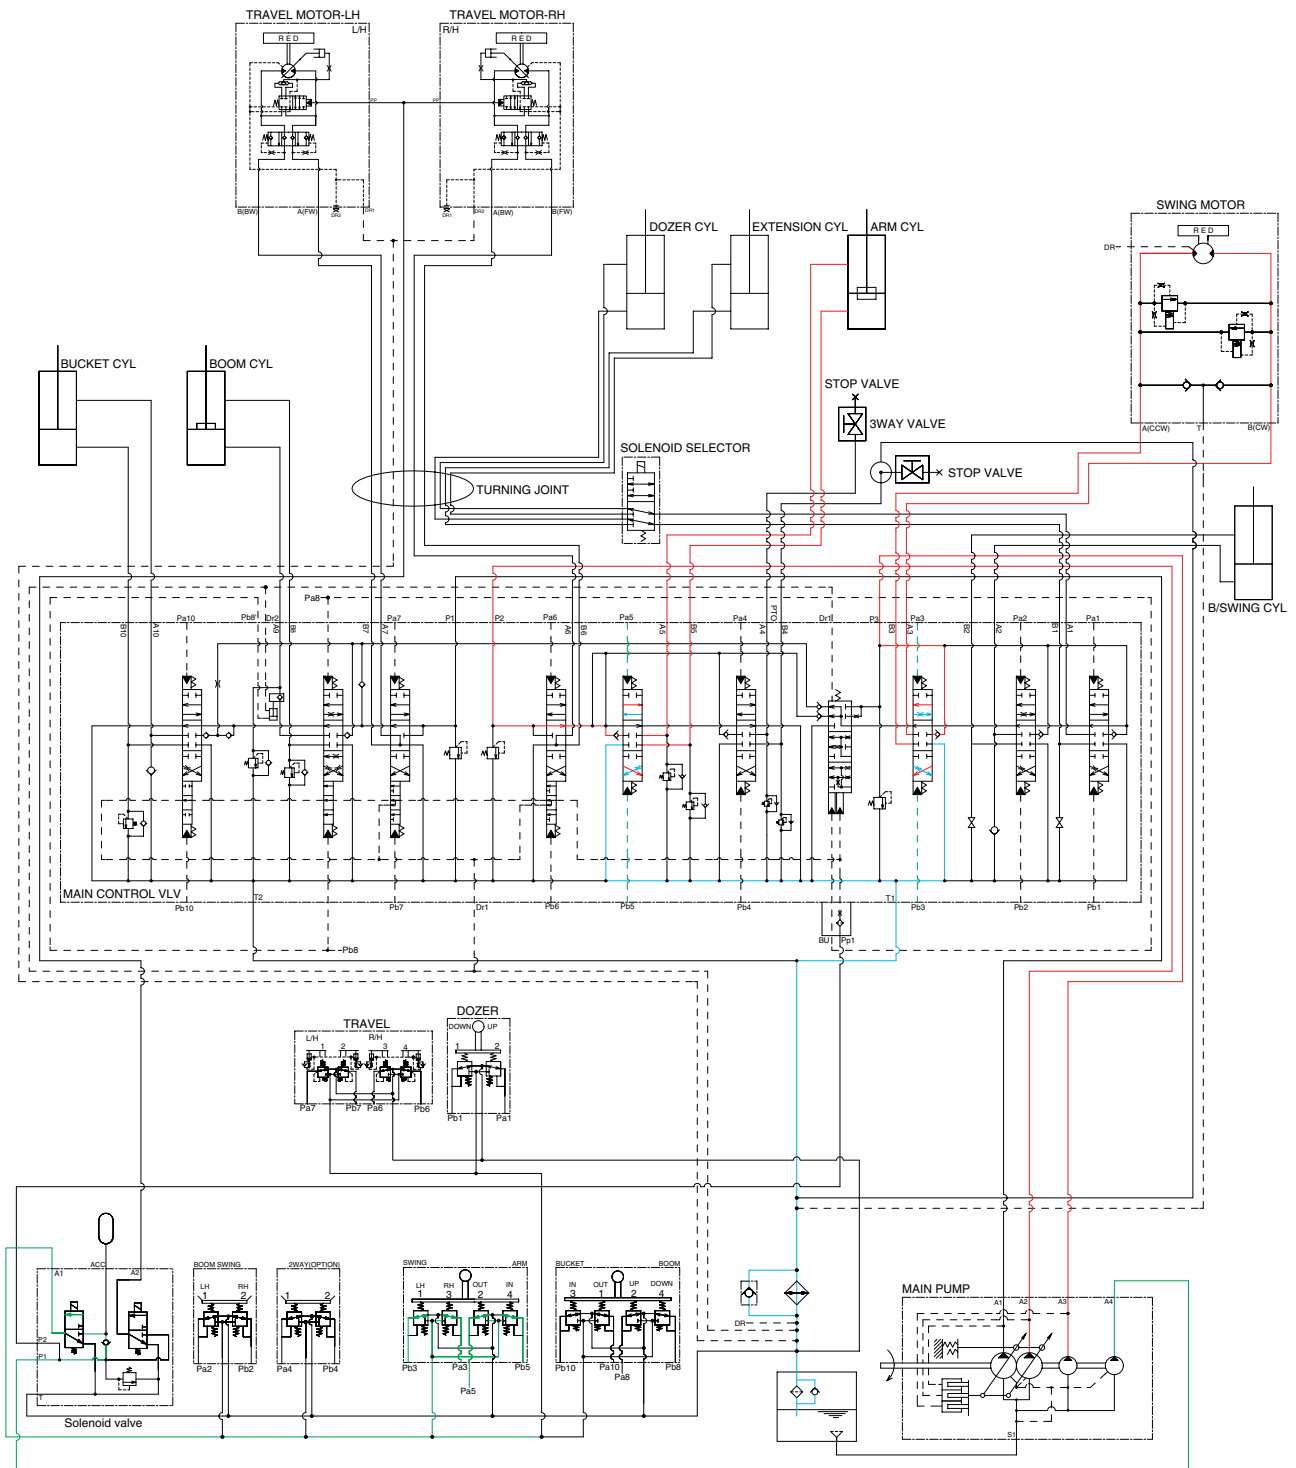 TRAVEL MOTOR-LH
TRAVEL MOTOR-RH
L/H
R/H
RED
RED
PP
PP
B(BW)
A(FW)
DR2
DR1
DR1
DR2
A(BW)
B(FW)
DOZER CYL
EXTENSION CYL
ARM CYL
SWING MOTOR
RED
DR
A(CCW)
T
B(CW)
BUCKET CYL
BOOM CYL
STOP VALVE
3WAY VALVE
STOP VALVE
SOLENOID SELECTOR
TURNING JOINT
B/SWING CYL
Pa8
Pa10
Pb8'
Dr2
Pa7
P1
P2
Pa6
Pa5
Pa4
PTO
Dr1
P3
Pa3
Pa2
Pa1
B10
A10
A9
B8
B7
A7
A6
B6
A5
B5
A4
B4
B3
A3
B2
A2
B1
A1
MAIN CONTROL VLV
Pb10
T2
Pb7
Dr1
Pb6
Pb5
Pb4
T1
Pb3
Pb2
Pb1
BU
Pp1
Pb8
TRAVEL
L/H
R/H
1
2
3
4
Pa7
Pb7
Pa6
Pb6
DOZER
DOWN
UP
1
2
Pb1
Pa1
A1
ACC
A2
P2
P1
T
Solenoid valve
BOOM SWING
LH
RH
1
2
Pa2
Pb2
2WAY(OPTION)
1
2
Pa4
Pb4
SWING
ARM
LH
RH
OUT
IN
1
3
2
4
Pb3
Pa3
Pb5
Pa5
BUCKET
BOOM
IN
OUT
UP
DOWN
3
1
2
4
Pb10
Pa10
Pb8
Pa8
DR
MAIN PUMP
A1
A2
A3
A4
S1